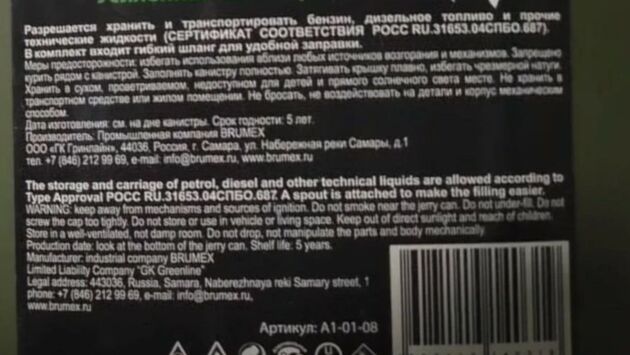 Разрешается хранить и транспортировать бензин, дизельное топливо и прочие
технические жидкости (СЕРТИФИКАТ СООТВЕТСТВИЯ РОСС RU.31653.04СПБО.687).
В комплект входит гибкий шланг для удобной заправки.
Меры предосторожности: избегать использования вблизи любых источников возгорания и механизмов. Запрещено
курить рядом с канистрой. Заполнять канистру полностью. Затягивать крышку плавно, избегать чрезмерной натуги.
Хранить в сухом, проветриваемом, недоступном для детей и прямого солнечного света месте. Не хранить в
транспортном средстве или жилом помещении. Не бросать, не воздействовать на детали и корпус механическим
способом.
Дата изготовления: см. на дне канистры. Срок годности: 5 лет.
Производитель: Промышленная компания BRUMEX
ООО «ГК Гринлайн», 44036, Россия, г. Самара, ул. Набережная реки Самары, д.1
тел. +7 (846) 212 99 69, e-mail: info@brumex.ru, www.brumex.ru
The storage and carriage of petrol, diesel and other technical liquids are allowed according to
Type Approval РОСС RU.31653.04СПБО.687. A spout is attached to make the filling easier.
WARNING: keep away from mechanisms and sources of ignition. Do not smoke near the jerry can. Do not under-fill. Do not
screw the cap too tightly. Do not store or use in vehicle or living space. Keep out of direct sunlight and reach of children.
Store in a well-ventilated, not damp room. Do not drop, not manipulate the parts and body mechanically.
Production date: look at the bottom of the jerry can. Shelf life: 5 years.
Manufacturer: industrial company BRUMEX
Limited Liability Company "GK Greenline"
Legal address: 443036, Russia, Samara, Naberezhnaya reki Samary street, 1
phone: +7 (846) 212 99 69, e-mail: info@brumex.ru,
www.brumex.ru
Артикул: A1-01-08